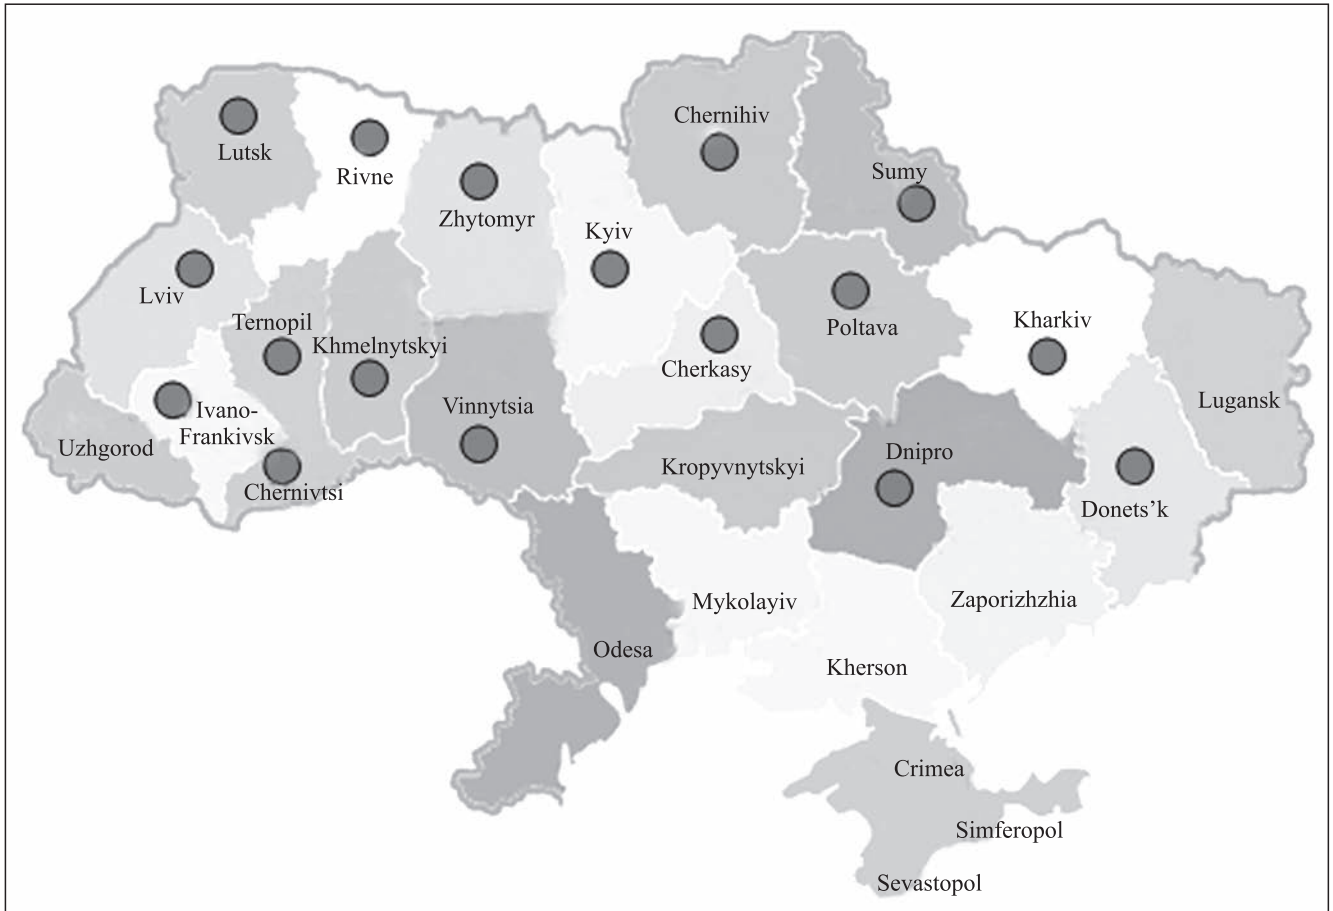 Chernihiv
Lutsk
Rivne
Sumy
Zhytomyr
Kyiv
Lviv
Ternopil
Khmelnytskyi
Poltava
Kharkiv
Cherkasy
Ivano-
Frankivsk
Vinnytsia
Lugansk
Uzhgorod
Dnipro
Kropyvnytskyi
Chernivtsi
Donets’k
Mykolayiv
Zaporizhzhia
Odesa
Kherson
Crimea
Simferopol
Sevastopol